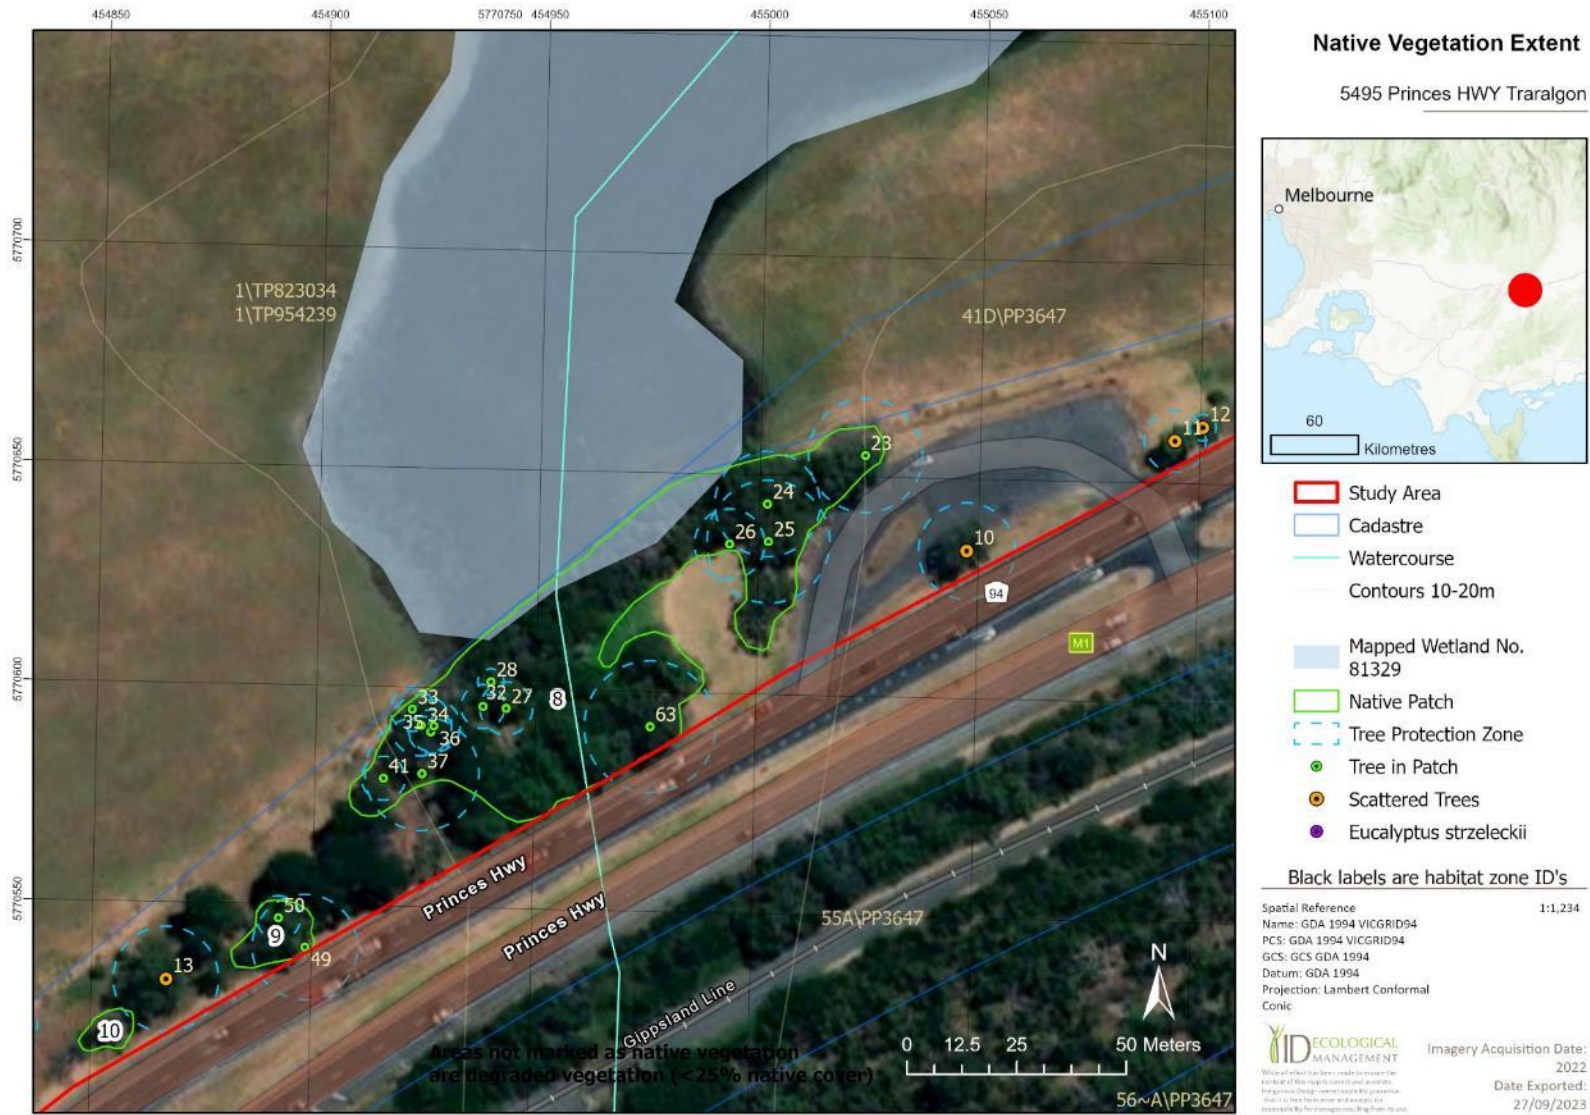 454850
454900
5770750
454950
455000
455050
455100
5770700
5770650
5770600
5770550
1\TP823034
1\TP954239
41D\PP3647
12
11
23
24
25
26
10
94
M1
28
32
27
8
33
34
35
36
63
37
41
50
9
49
13
10
Princes Hwy
Princes Hwy
55A\PP3647
Gippsland Line
Areas not marked as native vegetation
are degraded vegetation (<25% native cover)
N
0 12.5 25 50 Meters
56~A\PP3647
Native Vegetation Extent
5495 Princes HWY Traralgon
Melbourne
60
Kilometres
Study Area
Cadastre
Watercourse
Contours 10-20m
Mapped Wetland No.
81329
Native Patch
Tree Protection Zone
Tree in Patch
Scattered Trees
Eucalyptus strzeleckii
Black labels are habitat zone ID's
Spatial Reference 1:1,234
Name: GDA 1994 VICGRID94
PCS: GDA 1994 VICGRID94
GCS: GCS GDA 1994
Datum: GDA 1994
Projection: Lambert Conformal
Conic
ID ECOLOGICAL
MANAGEMENT
Imagery Acquisition Date:
2022
Date Exported:
27/09/2023